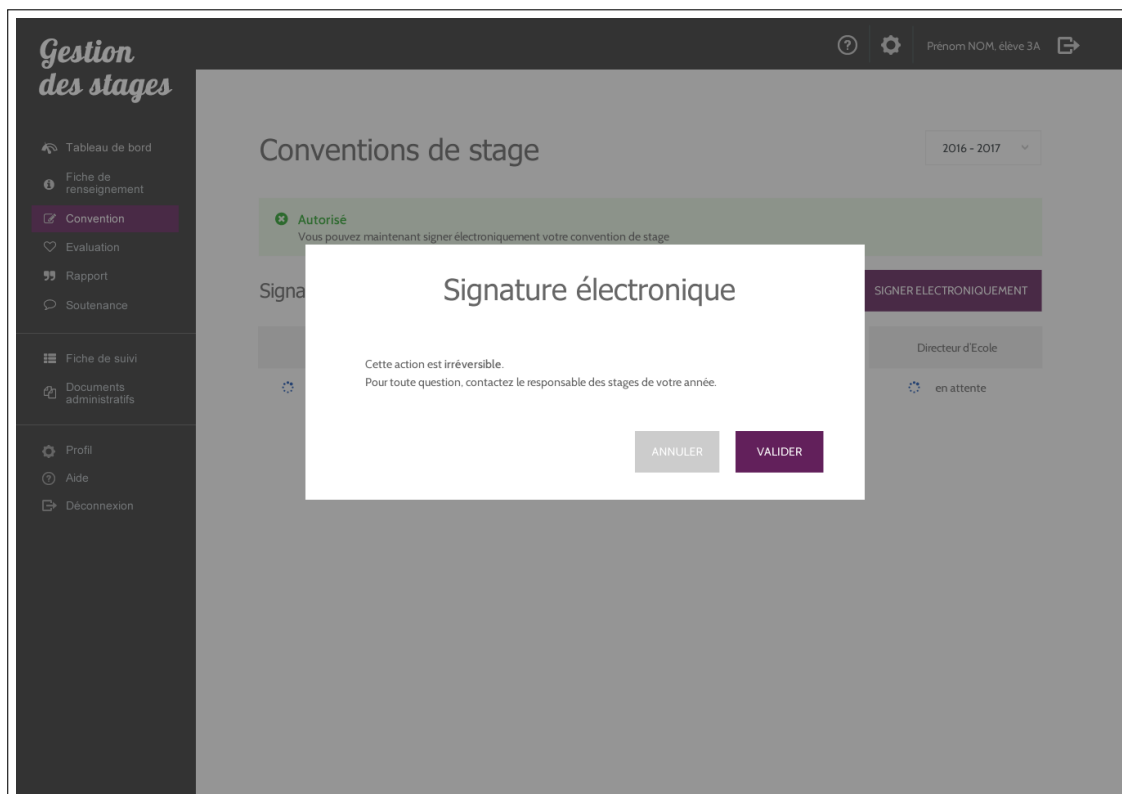 Gestion
des stages
Prénom NOM, élève 3A
Tableau de bord
Fiche de
renseignement
Convention
Evaluation
Rapport
Soutenance
Fiche de suivi
Documents
administratifs
Profil
Aide
Déconnexion
Conventions de stage
2016 - 2017
Autorisé
Vous pouvez maintenant signer électroniquement votre convention de stage
Signa
SIGNER ELECTRONIQUEMENT
Directeur d'Ecole
en attente
Signature électronique
Cette action est irréversible.
Pour toute question, contactez le responsable des stages de votre année.
ANNULER
VALIDER